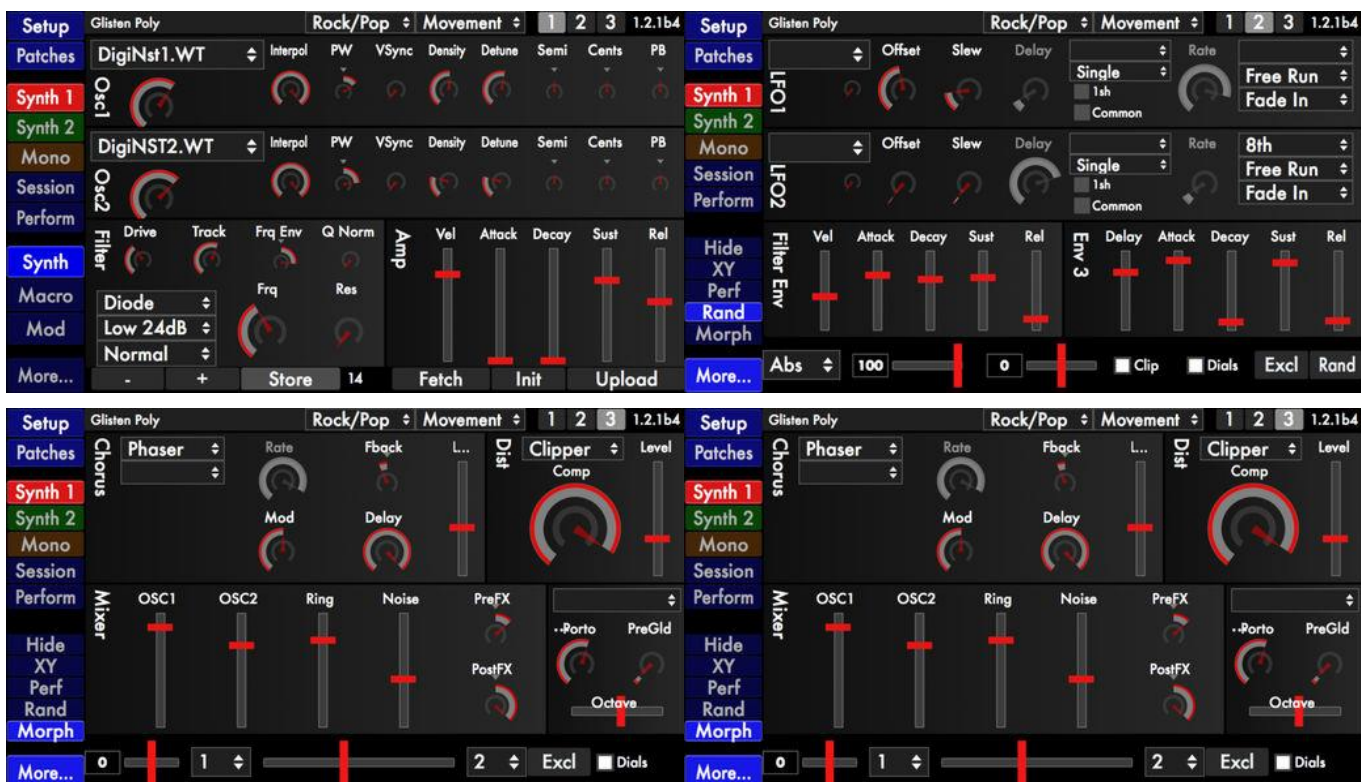 Setup Glisten Poly Rock/Pop Movement 1 2 3 1.2.1b4
Patches
Synth 1
Synth 2
Mono
Session
Perform
Synth
Macro
Mod
More...
DigiNst1.WT Interpol PW VSync Density Detune Semi Cents PB
Osc1
DigiNST2.WT Interpol PW VSync Density Detune Semi Cents PB
Osc2
Filter Drive Track Frq Env Q Norm
Frq Res
Diode
Low 24dB
Normal
Amp Vel Attack Decay Sust Rel
- + Store 14 Fetch Init Upload
Setup Glisten Poly Rock/Pop Movement 1 2 3 1.2.1b4
Patches
Synth 1
Synth 2
Mono
Session
Perform
Hide
XY
Perf
Rand
Morph
More...
LFO1 Offset Slew Delay Rate
Single
1sh
Common
Free Run
Fade In
LFO2 Offset Slew Delay Rate 8th
Single
1sh
Common
Free Run
Fade In
Filter Env Vel Attack Decay Sust Rel
Env 3 Delay Attack Decay Sust Rel
Abs 100 0 Clip Dials Excl Rand
Setup Glisten Poly Rock/Pop Movement 1 2 3 1.2.1b4
Patches
Synth 1
Synth 2
Mono
Session
Perform
Hide
XY
Perf
Rand
Morph
More...
Chorus Phaser Rate Fback L...
Mod Delay
Dist Clipper Level
Comp
Mixer OSC1 OSC2 Ring Noise PreFX
PostFX
··Porto PreGld
Octave
0 1 2 Excl Dials
Setup Glisten Poly Rock/Pop Movement 1 2 3 1.2.1b4
Patches
Synth 1
Synth 2
Mono
Session
Perform
Hide
XY
Perf
Rand
Morph
More...
Chorus Phaser Rate Fback L...
Mod Delay
Dist Clipper Level
Comp
Mixer OSC1 OSC2 Ring Noise PreFX
PostFX
··Porto PreGld
Octave
0 1 2 Excl Dials